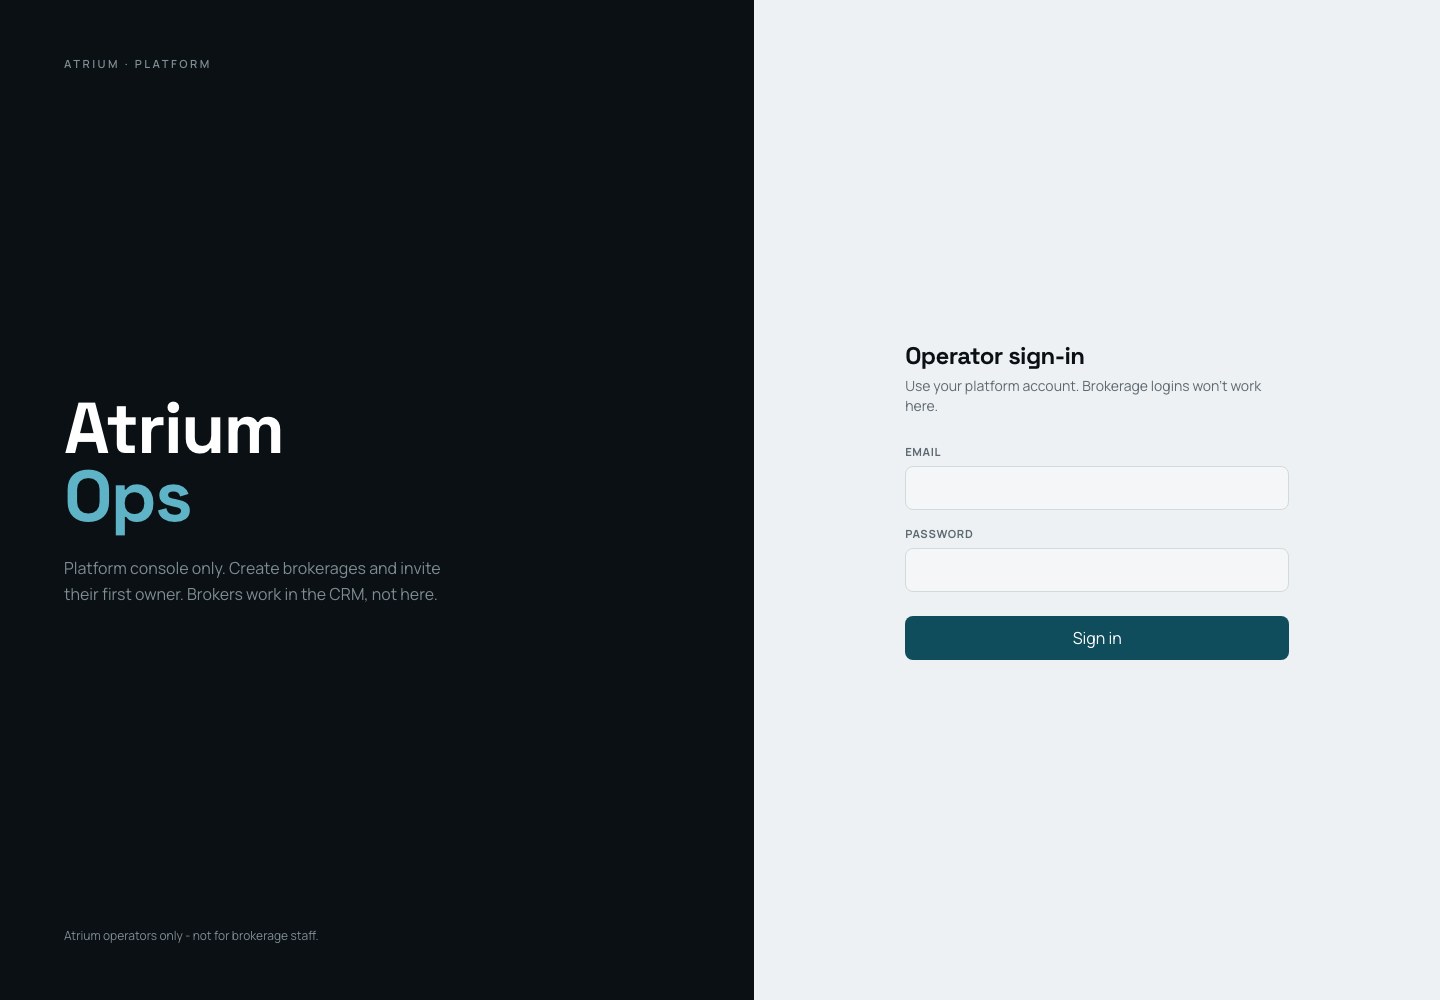 ATRIUM · PLATFORM
Atrium
Ops
Platform console only. Create brokerages and invite
their first owner. Brokers work in the CRM, not here.
Atrium operators only - not for brokerage staff.
Operator sign-in
Use your platform account. Brokerage logins won't work
here.
EMAIL
PASSWORD
Sign in